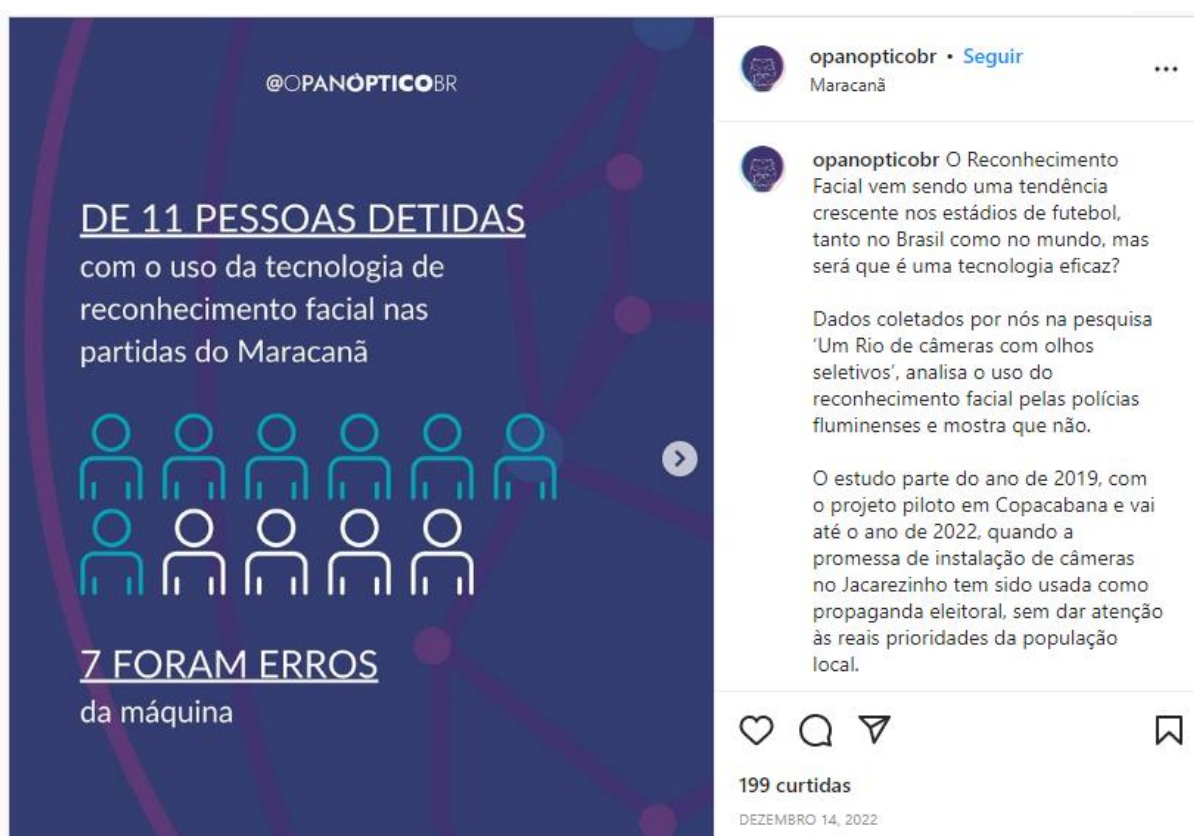 @OPANÒPTICOBR
DE 11 PESSOAS DETIDAS
com o uso da tecnologia de
reconhecimento facial nas
partidas do Maracanã
7 FORAM ERROS
da máquina
opanopticobr • Seguir
Maracanã
opanopticobr O Reconhecimento
Facial vem sendo uma tendência
crescente nos estádios de futebol,
tanto no Brasil como no mundo, mas
será que é uma tecnologia eficaz?
Dados coletados por nós na pesquisa
‘Um Rio de câmeras com olhos
seletivos’, analisa o uso do
reconhecimento facial pelas polícias
fluminenses e mostra que não.
O estudo parte do ano de 2019, com
o projeto piloto em Copacabana e vai
até o ano de 2022, quando a
promessa de instalação de câmeras
no Jacarezinho tem sido usada como
propaganda eleitoral, sem dar atenção
às reais prioridades da população
local.
199 curtidas
DEZEMBRO 14, 2022